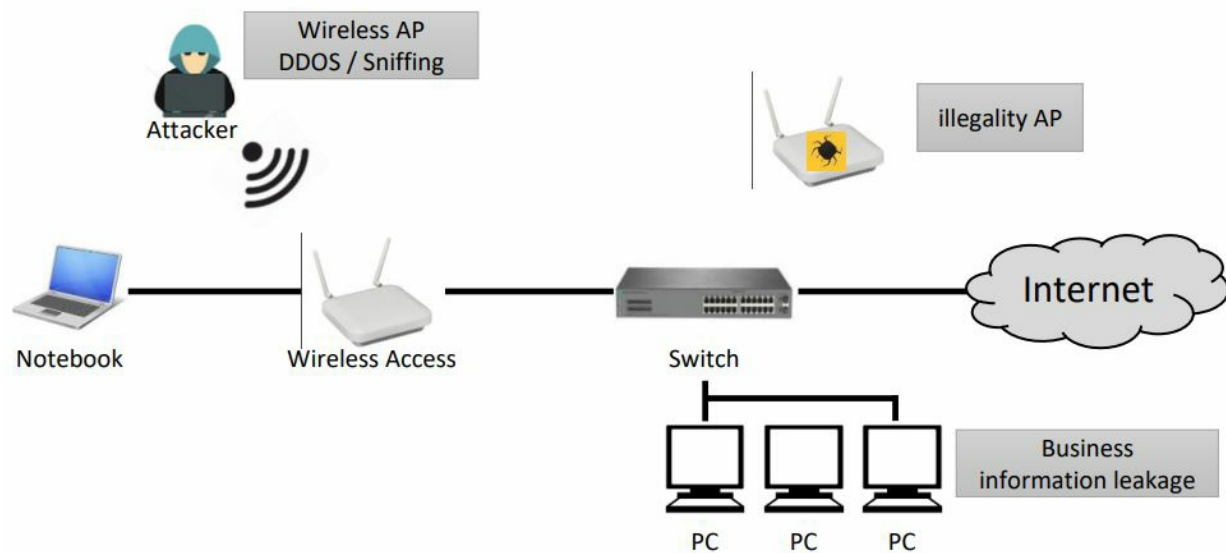 Wireless AP
DDOS / Sniffing
Attacker
illegality AP
Internet
Notebook
Wireless Access
Switch
Business
information leakage
PC
PC
PC